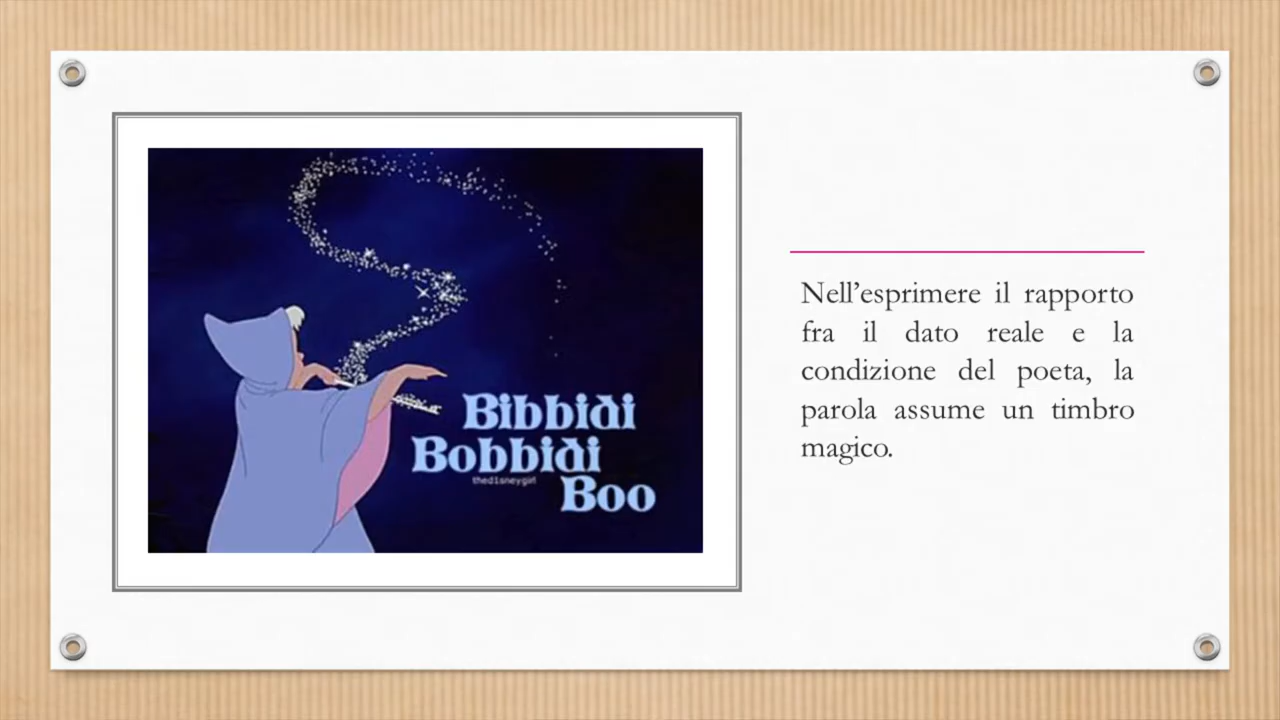 Bibbidi
Bobbidi
thed1sneygirl
Boo
Nell’esprimere il rapporto
fra il dato reale e la
condizione del poeta, la
parola assume un timbro
magico.